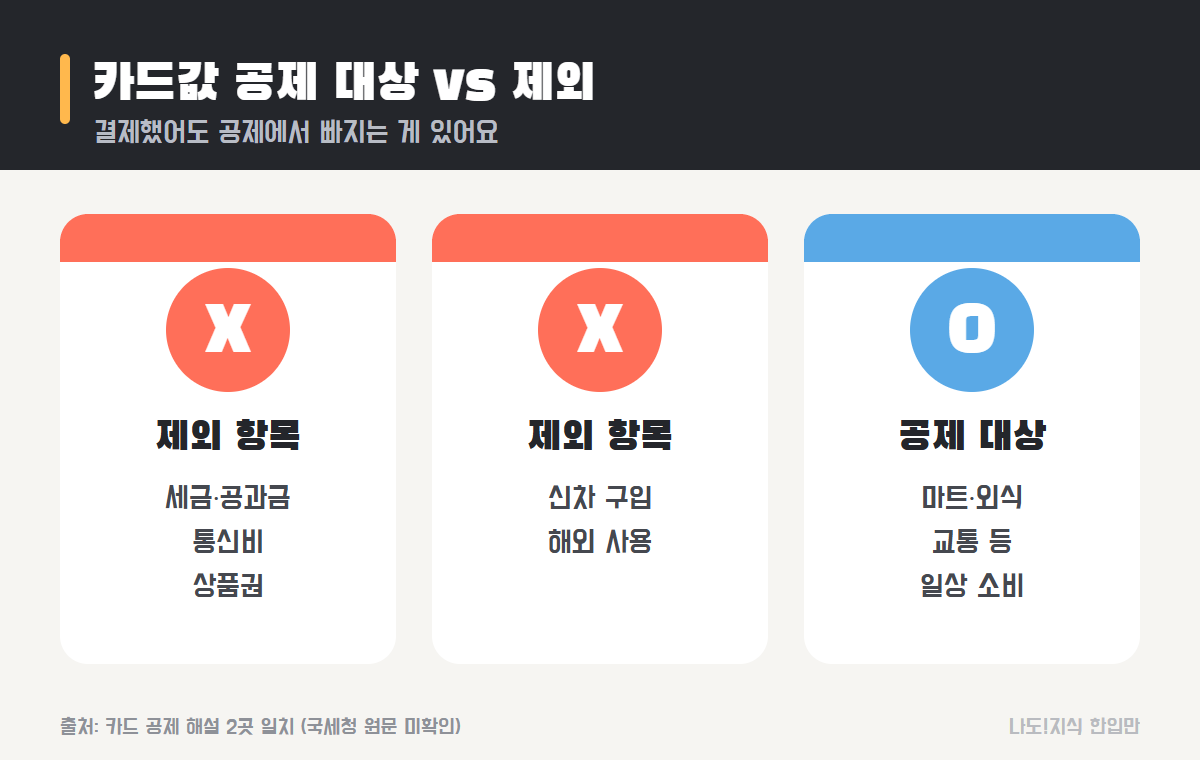 카드값 공제 대상 vs 제외
결제했어도 공제에서 빠지는 게 있어요
X
제외 항목
세금·공과금
통신비
상품권
X
제외 항목
신차 구입
해외 사용
O
공제 대상
마트·외식
교통 등
일상 소비
출처: 카드 공제 해설 2곳 일치 (국세청 원문 미확인)
나도!지식 한입만